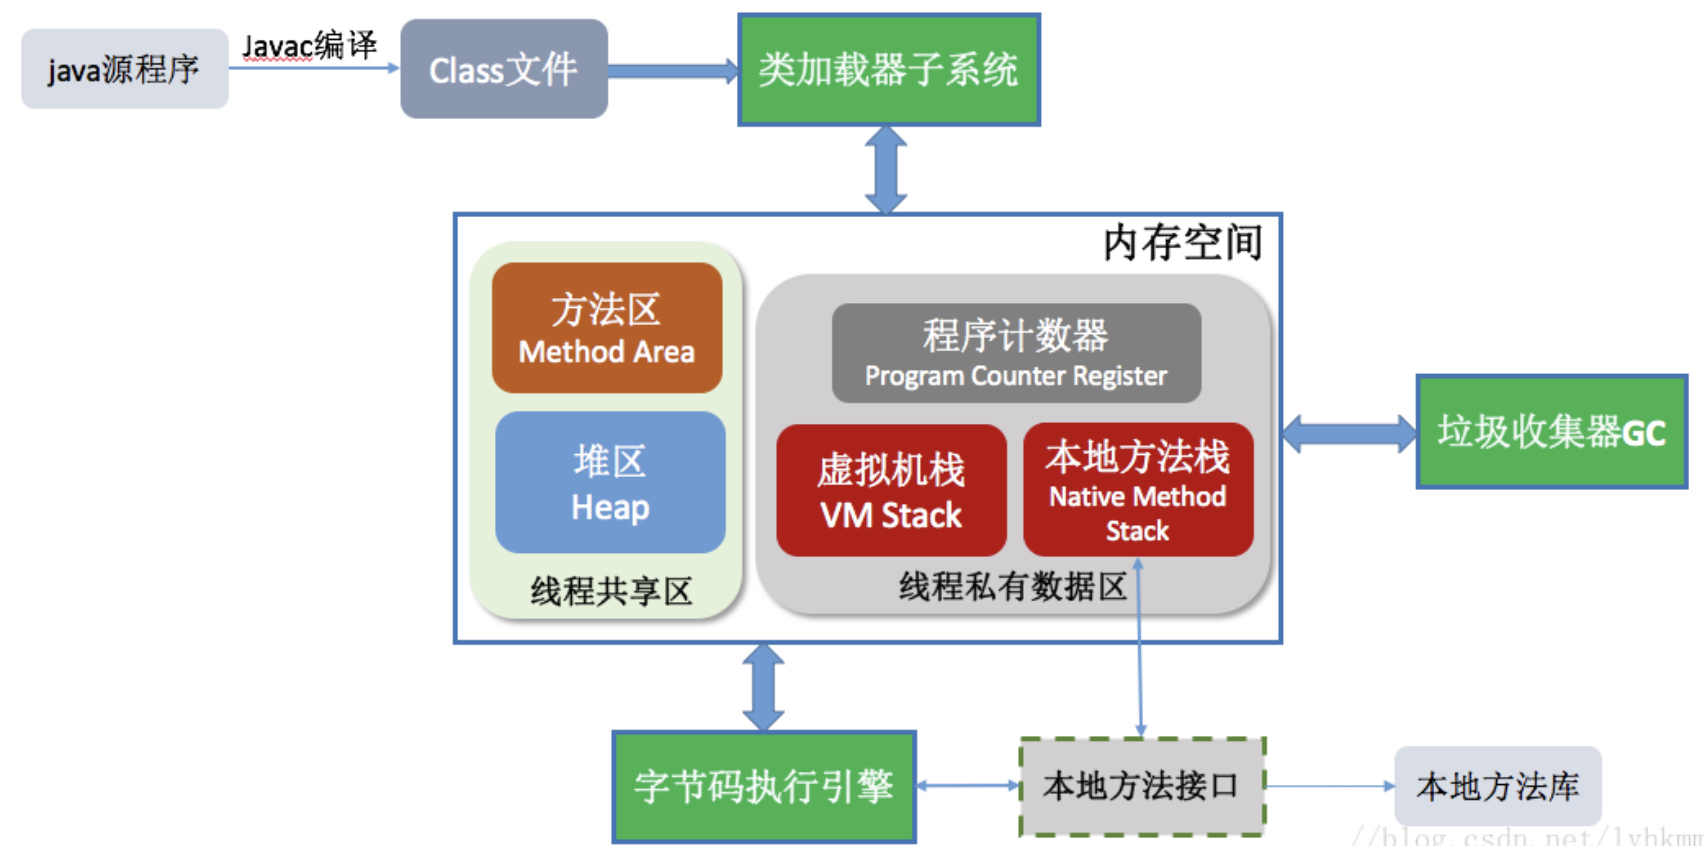 java源程序
Javac编译
Class文件
类加载器子系统
内存空间
方法区
Method Area
堆区
Heap
线程共享区
程序计数器
Program Counter Register
虚拟机栈
VM Stack
本地方法栈
Native Method
Stack
线程私有数据区
垃圾收集器GC
字节码执行引擎
本地方法接口
本地方法库
//blog.csdn.net/lyhkmm